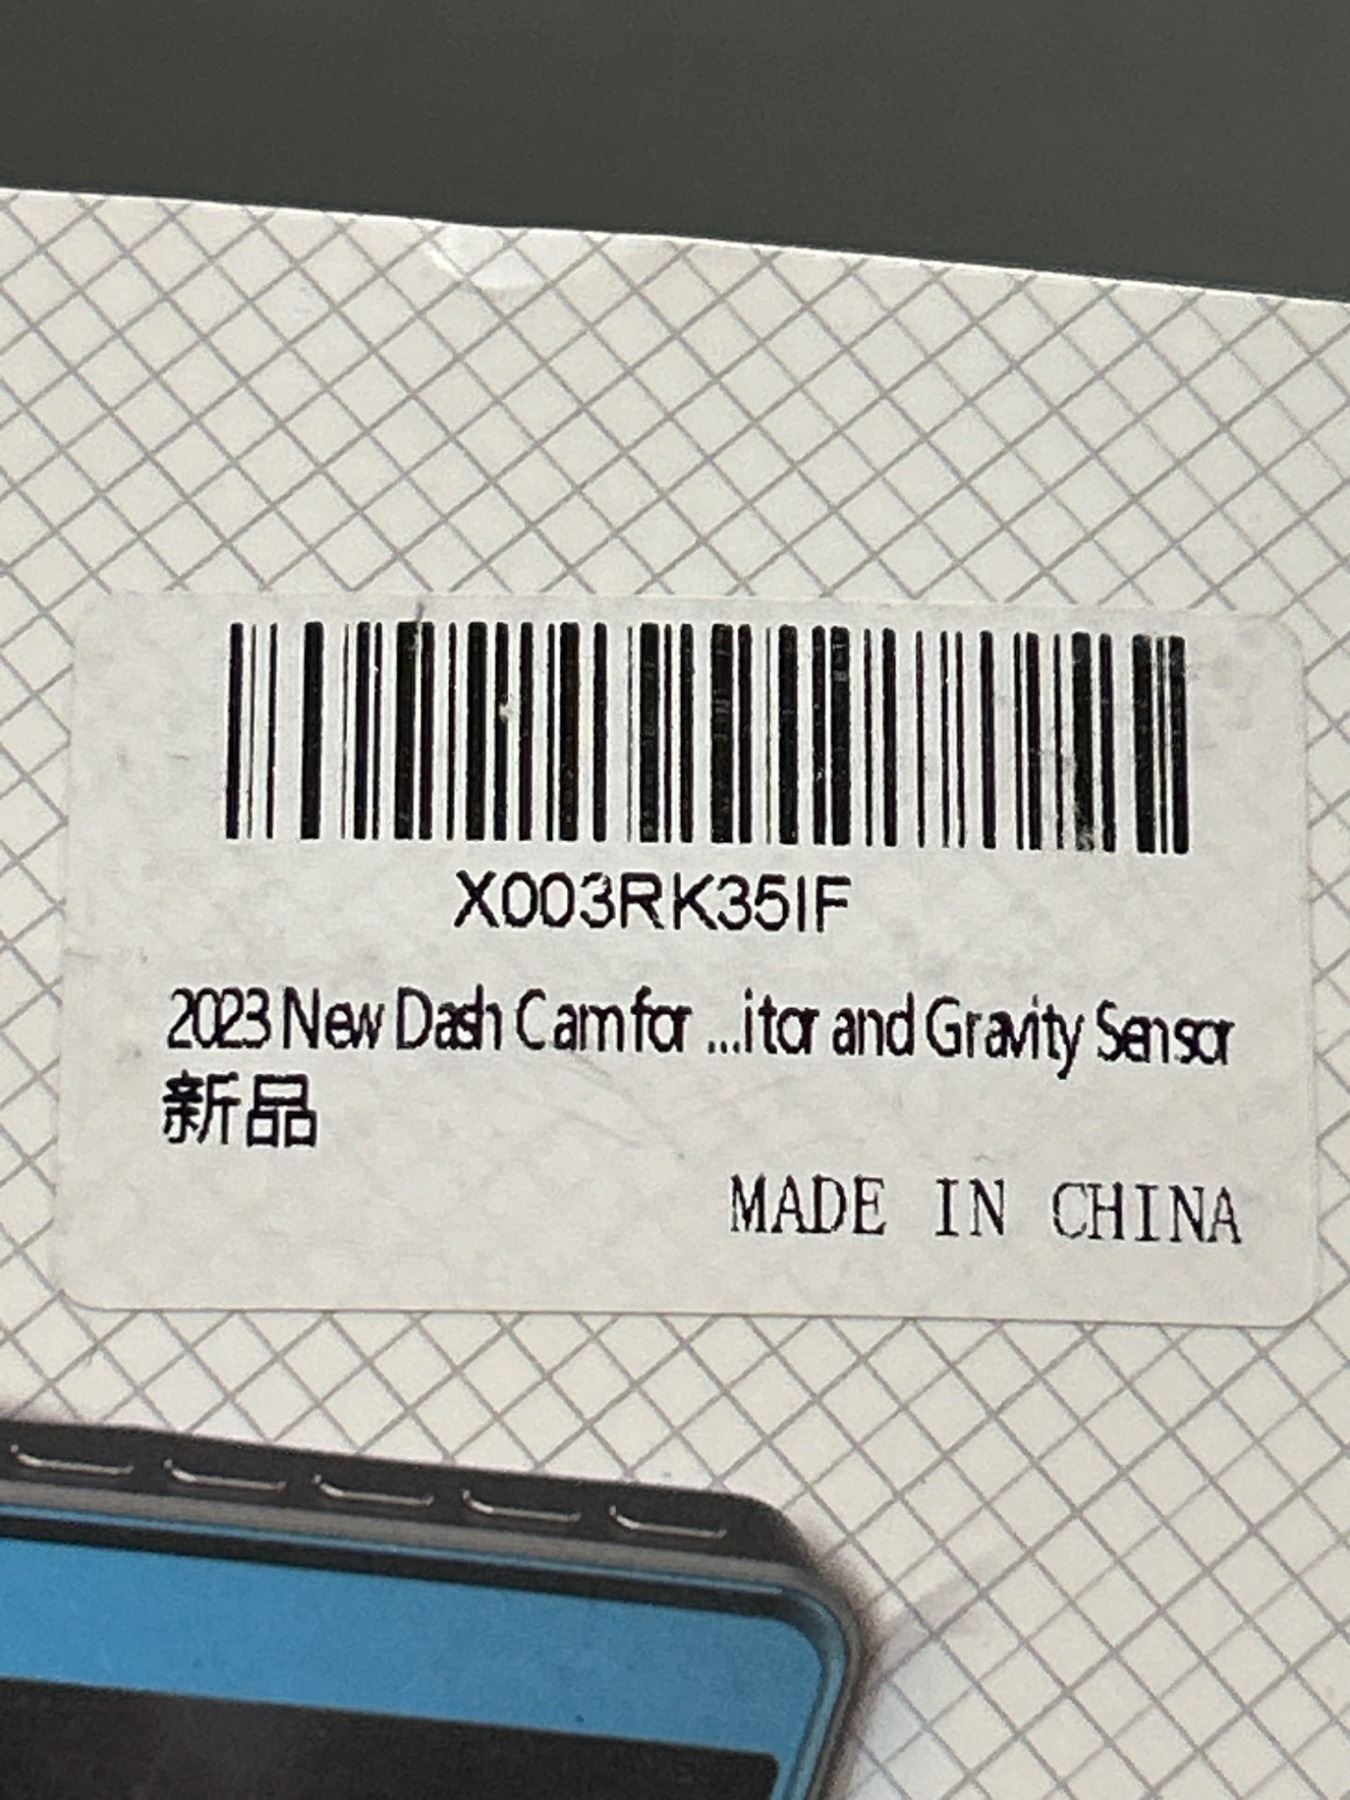 X003RK35IF
2023 New Dash Cam for ...itor and Gravity Sensor
新品
MADE IN CHINA